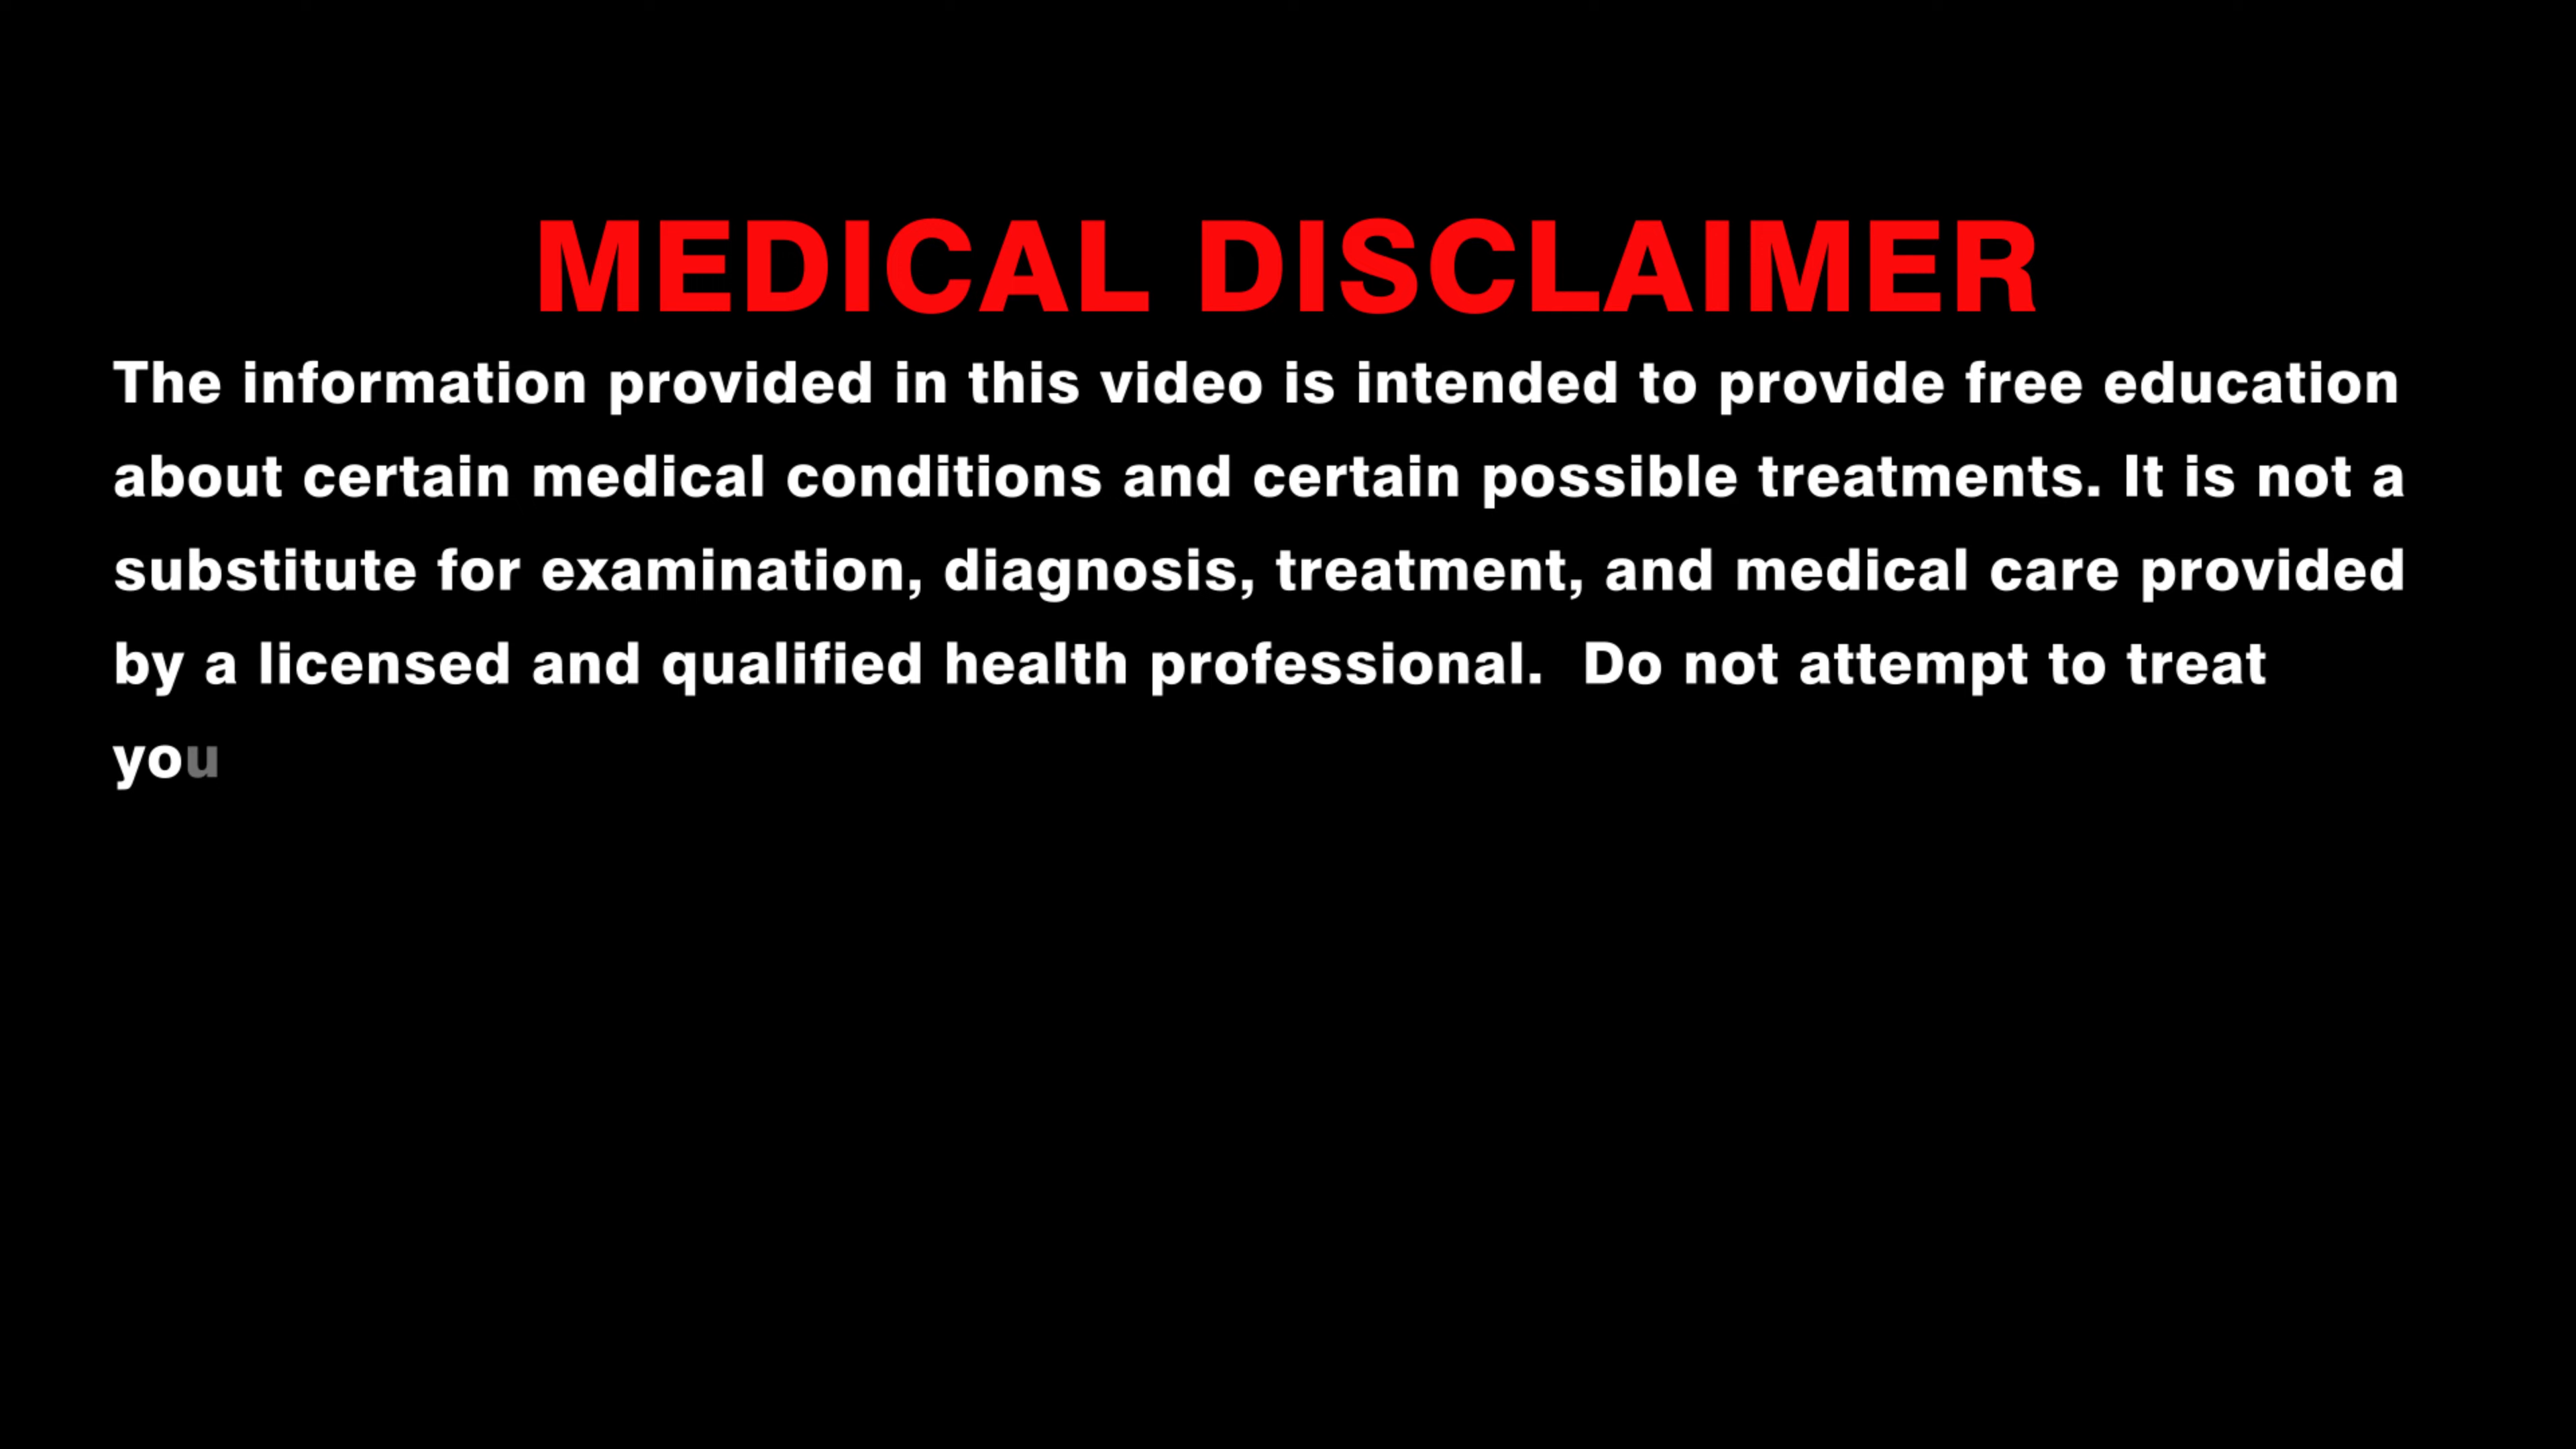 MEDICAL DISCLAIMER
The information provided in this video is intended to provide free education
about certain medical conditions and certain possible treatments. It is not a
substitute for examination, diagnosis, treatment, and medical care provided
by a licensed and qualified health professional.  Do not attempt to treat
you